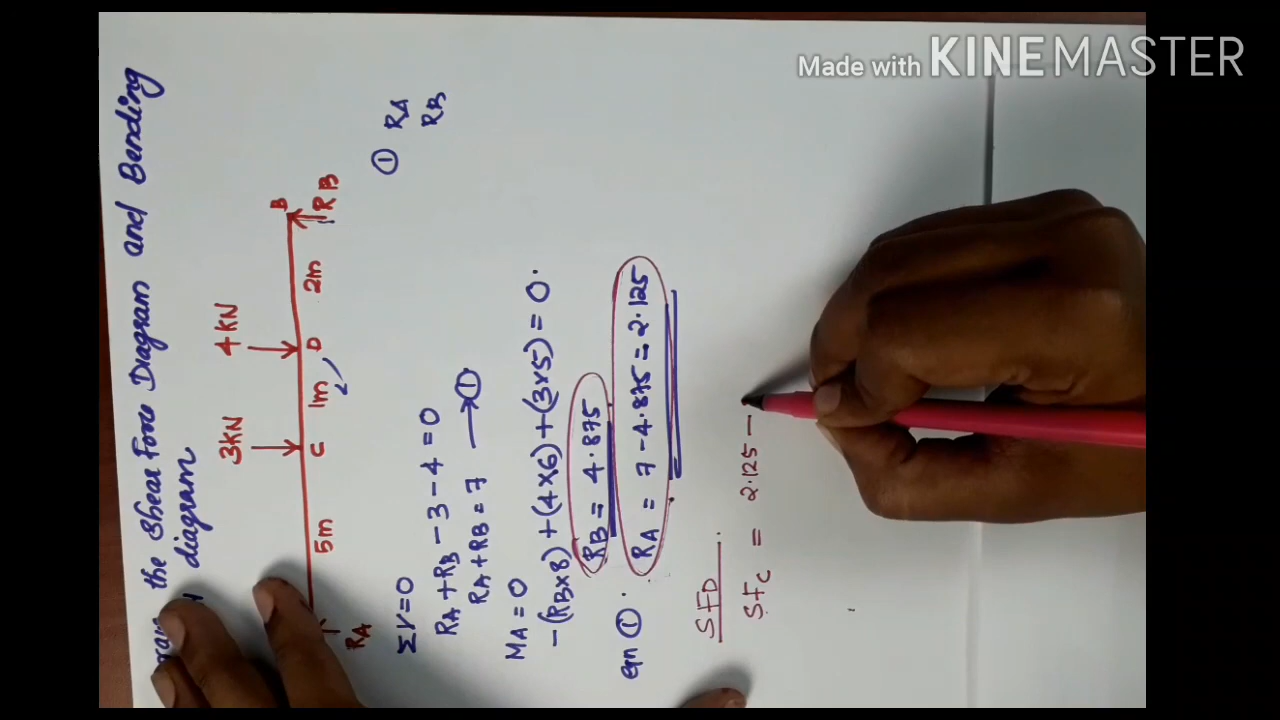 Made with KINEMASTER
the Shear Force Diagram and Bending
diagram
3KN 4KN
5m C 1m D 2m B
RA RB
① RA
RB
ΣV=0
RA+RB-3-4=0
RA+RB=7 → ①
MA=0
-(RB×8)+(4×6)+(3×5)=0.
RB = 4.875
eqn ①.
RA = 7-4.875=2.125
SFD
SFC = 2.125-